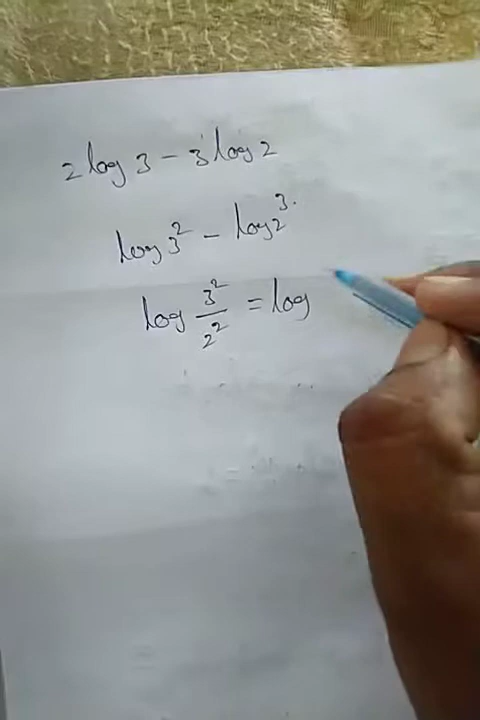 2 log 3 - 3 log 2
log 3² - log 2³.
log 3²/2² = log